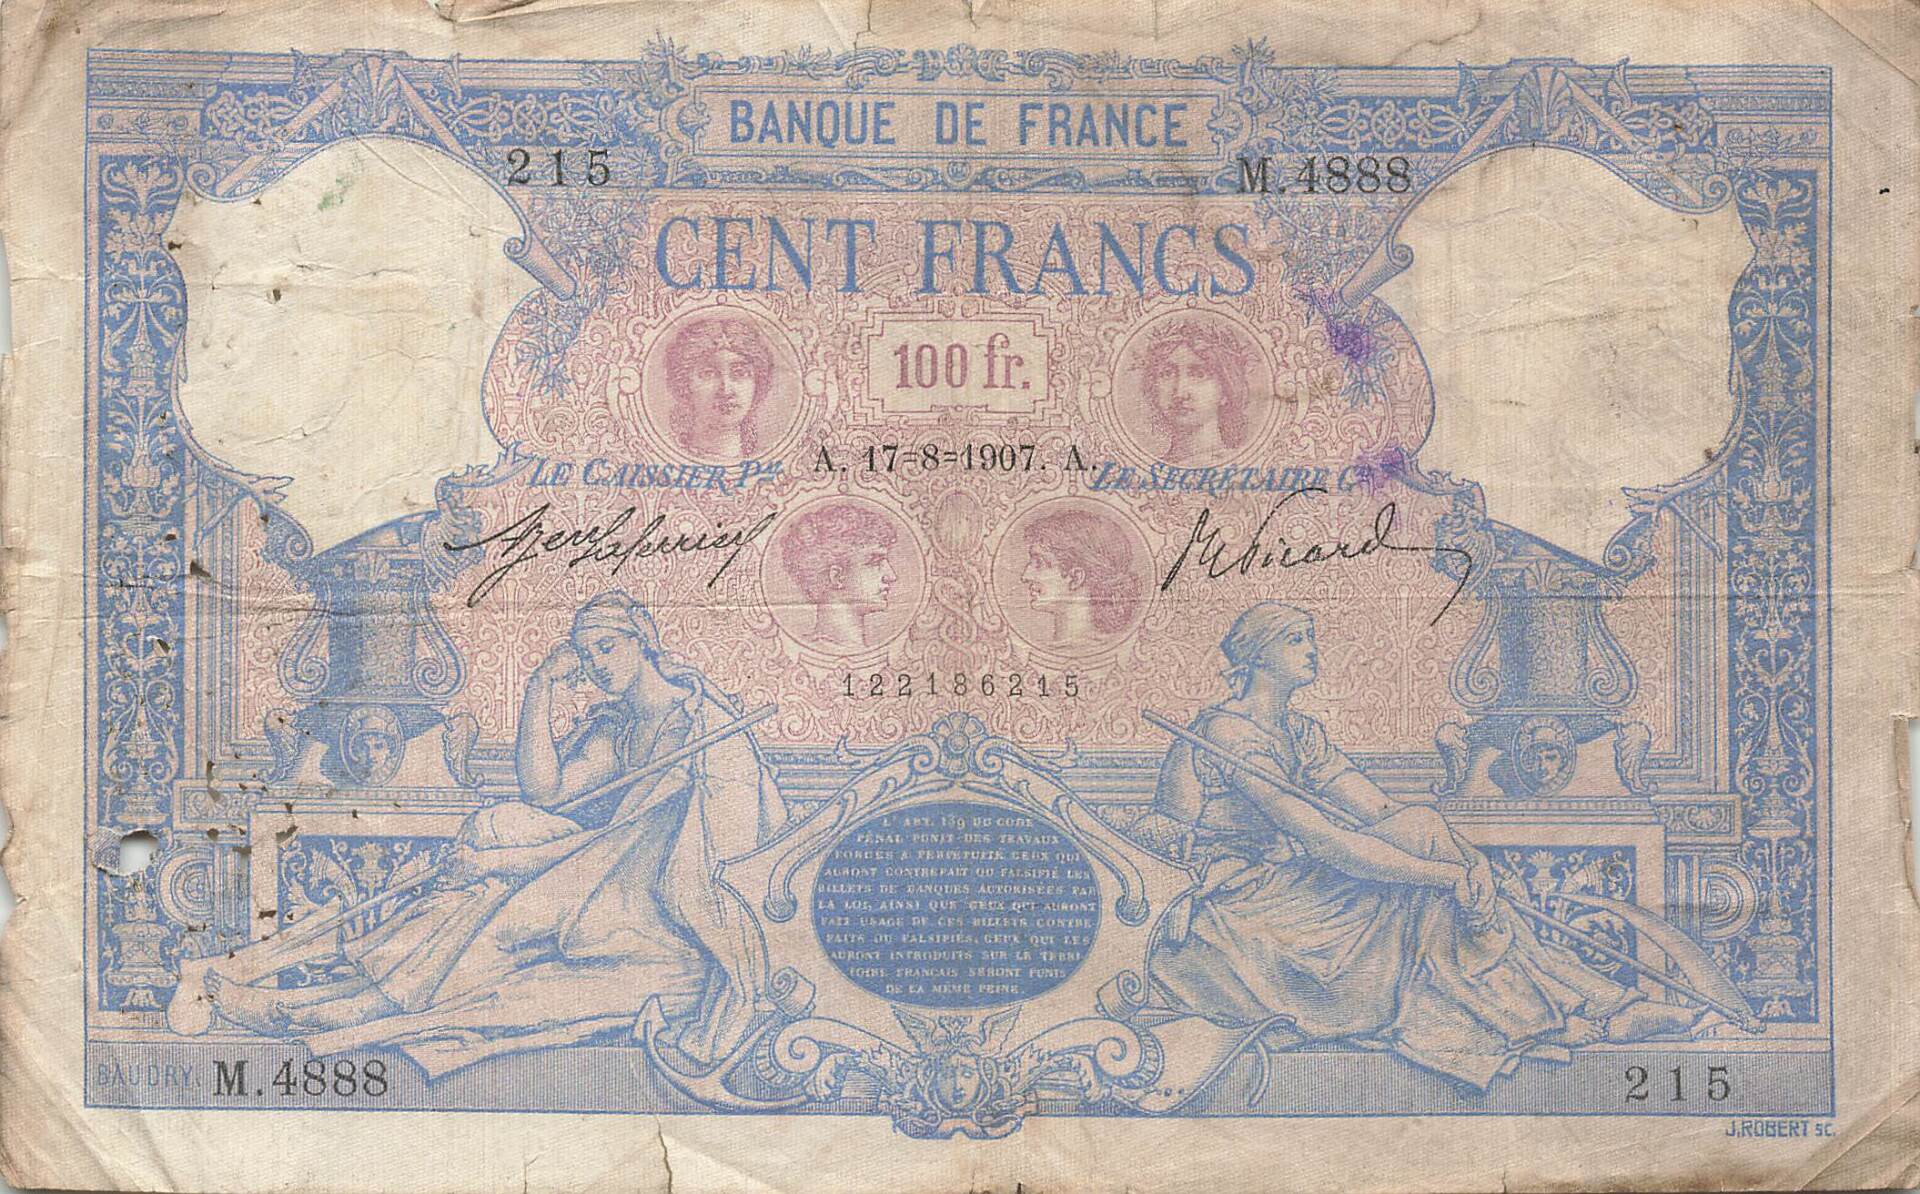 BANQUE DE FRANCE
215
M.4888
CENT FRANCS
100 fr.
A. 17=8=1907. A.
LE CAISSIER Pal
LE SECRÉTAIRE Gal
122186215
L'ART. 139 DU CODE
PÉNAL PUNIT DES TRAVAUX
FORCÉS À PERPÉTUITÉ CEUX QUI
AURONT CONTREFAIT OU FALSIFIÉ LES
BILLETS DE BANQUES AUTORISÉES PAR
LA LOI, AINSI QUE CEUX QUI AURONT
FAIT USAGE DE CES BILLETS CONTRE-
FAITS OU FALSIFIÉS, CEUX QUI LES
AURONT INTRODUITS SUR LE TERRI-
TOIRE FRANÇAIS SERONT PUNIS
DE LA MÊME PEINE.
BAUDRY.
M.4888
215
J.ROBERT SC.